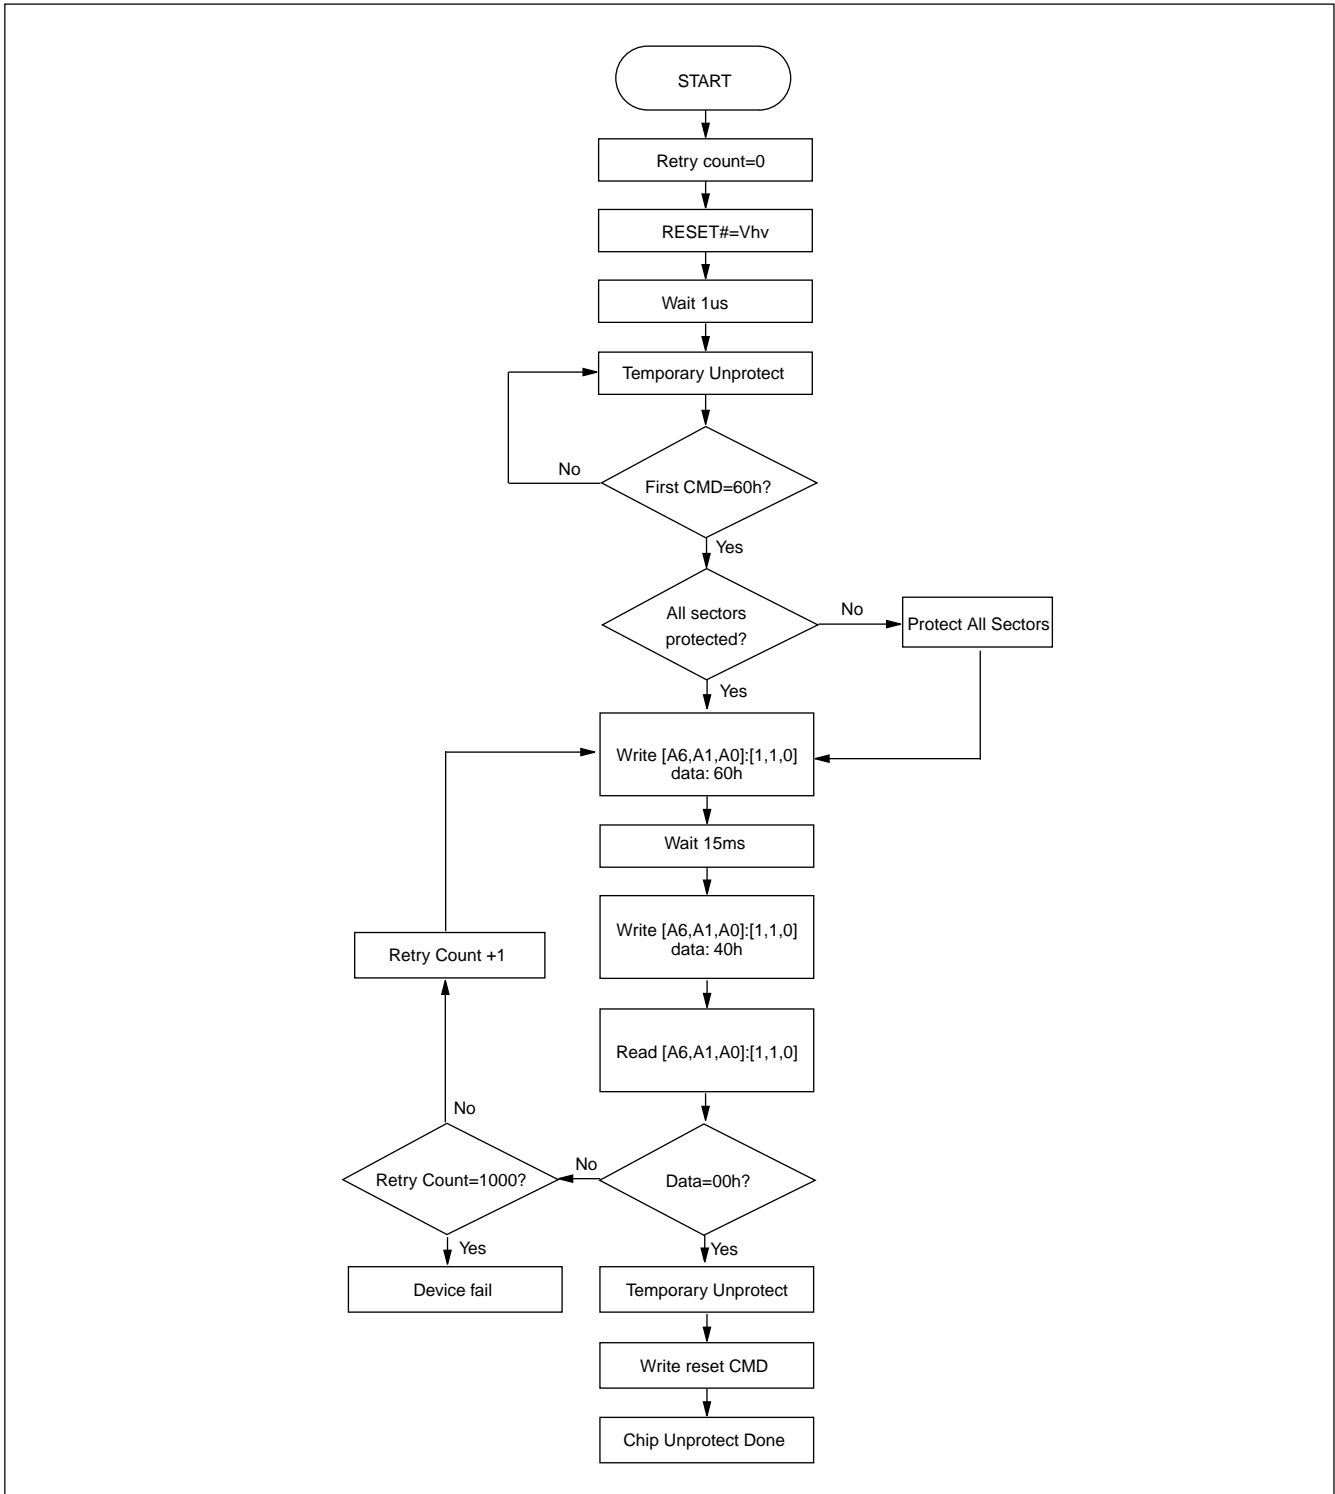 START
Retry count=0
RESET#=Vhv
Wait 1us
Temporary Unprotect
No
First CMD=60h?
Yes
All sectors
protected?
No
Protect All Sectors
Yes
Write [A6,A1,A0]:[1,1,0]
data: 60h
Wait 15ms
Write [A6,A1,A0]:[1,1,0]
data: 40h
Retry Count +1
Read [A6,A1,A0]:[1,1,0]
No
Retry Count=1000?
No
Data=00h?
Yes
Yes
Device fail
Temporary Unprotect
Write reset CMD
Chip Unprotect Done